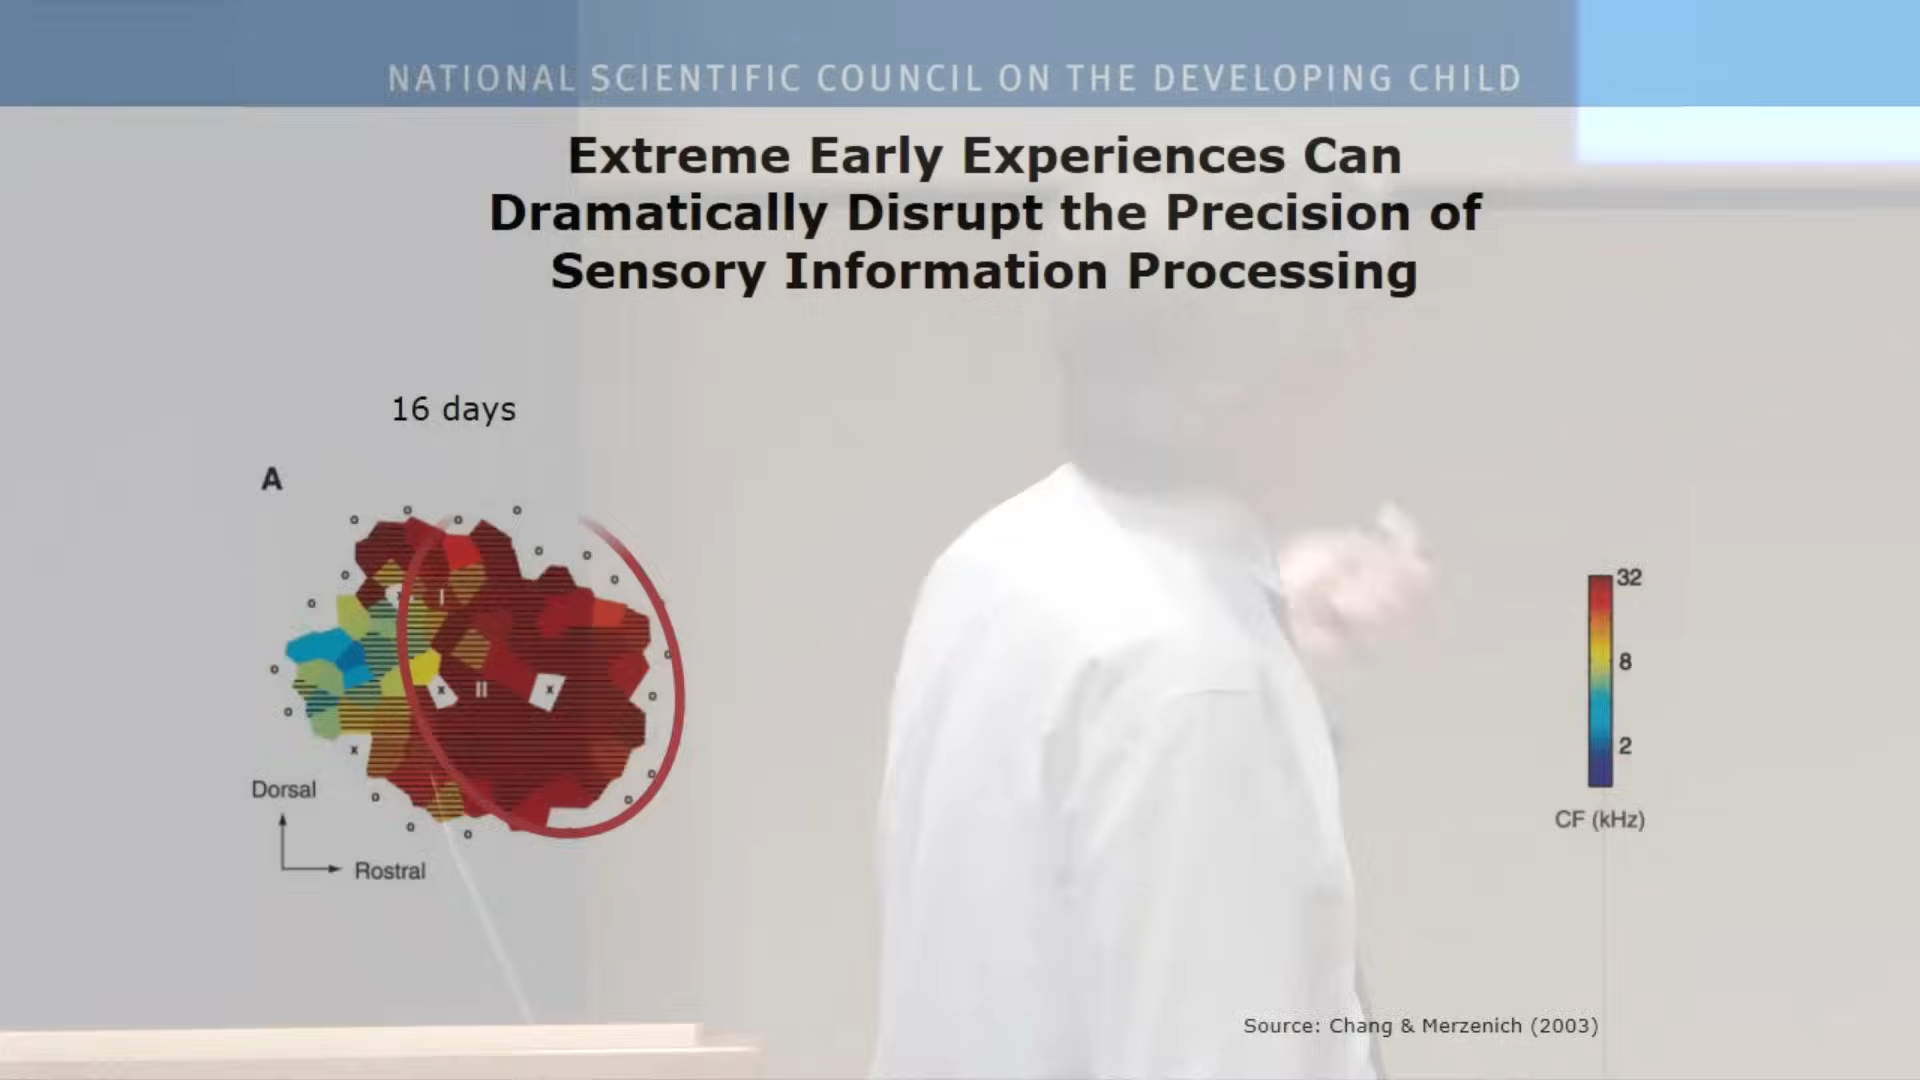 NATIONAL SCIENTIFIC COUNCIL ON THE DEVELOPING CHILD
Extreme Early Experiences Can
Dramatically Disrupt the Precision of
Sensory Information Processing
16 days
A
I
x
x II x
x
Dorsal
Rostral
32
8
2
CF (kHz)
Source: Chang & Merzenich (2003)